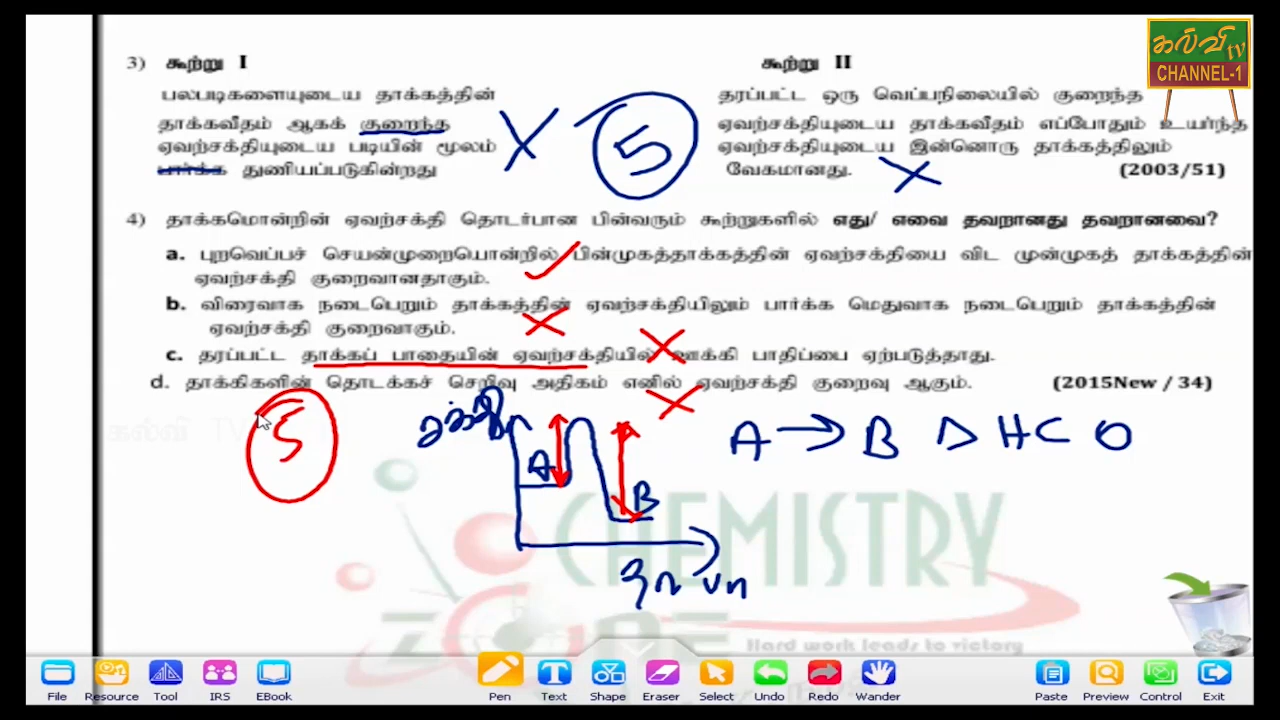 கல்வி TV
CHANNEL-1
3) கூற்று I கூற்று II
பலபடிகளையுடைய தாக்கத்தின் தரப்பட்ட ஒரு வெப்பநிலையில் குறைந்த
தாக்கவீதம் ஆகக் குறைந்த ஏவற்சக்தியுடைய தாக்கவீதம் எப்போதும் உயர்ந்த
ஏவற்சக்தியுடைய படியின் மூலம் ஏவற்சக்தியுடைய இன்னொரு தாக்கத்திலும்
பார்க்க துணியப்படுகின்றது வேகமானது. (2003/51)
X 5 X
4) தாக்கமொன்றின் ஏவற்சக்தி தொடர்பான பின்வரும் கூற்றுகளில் எது/ எவை தவறானது தவறானவை?
a. புறவெப்பச் செயன்முறையொன்றில் பின்முகத்தாக்கத்தின் ஏவற்சக்தியை விட முன்முகத் தாக்கத்தின்
ஏவற்சக்தி குறைவானதாகும்.
b. விரைவாக நடைபெறும் தாக்கத்தின் ஏவற்சக்தியிலும் பார்க்க மெதுவாக நடைபெறும் தாக்கத்தின்
ஏவற்சக்தி குறைவாகும்.
c. தரப்பட்ட தாக்கப் பாதையின் ஏவற்சக்தியில் ஊக்கி பாதிப்பை ஏற்படுத்தாது.
d. தாக்கிகளின் தொடக்கச் செறிவு அதிகம் எனில் ஏவற்சக்தி குறைவு ஆகும். (2015New / 34)
5
சக்தி
A
B
A → B ΔH < 0
CHEMISTRY
Hard work leads to victory
File Resource Tool IRS EBook Pen Text Shape Eraser Select Undo Redo Wander Paste Preview Control Exit